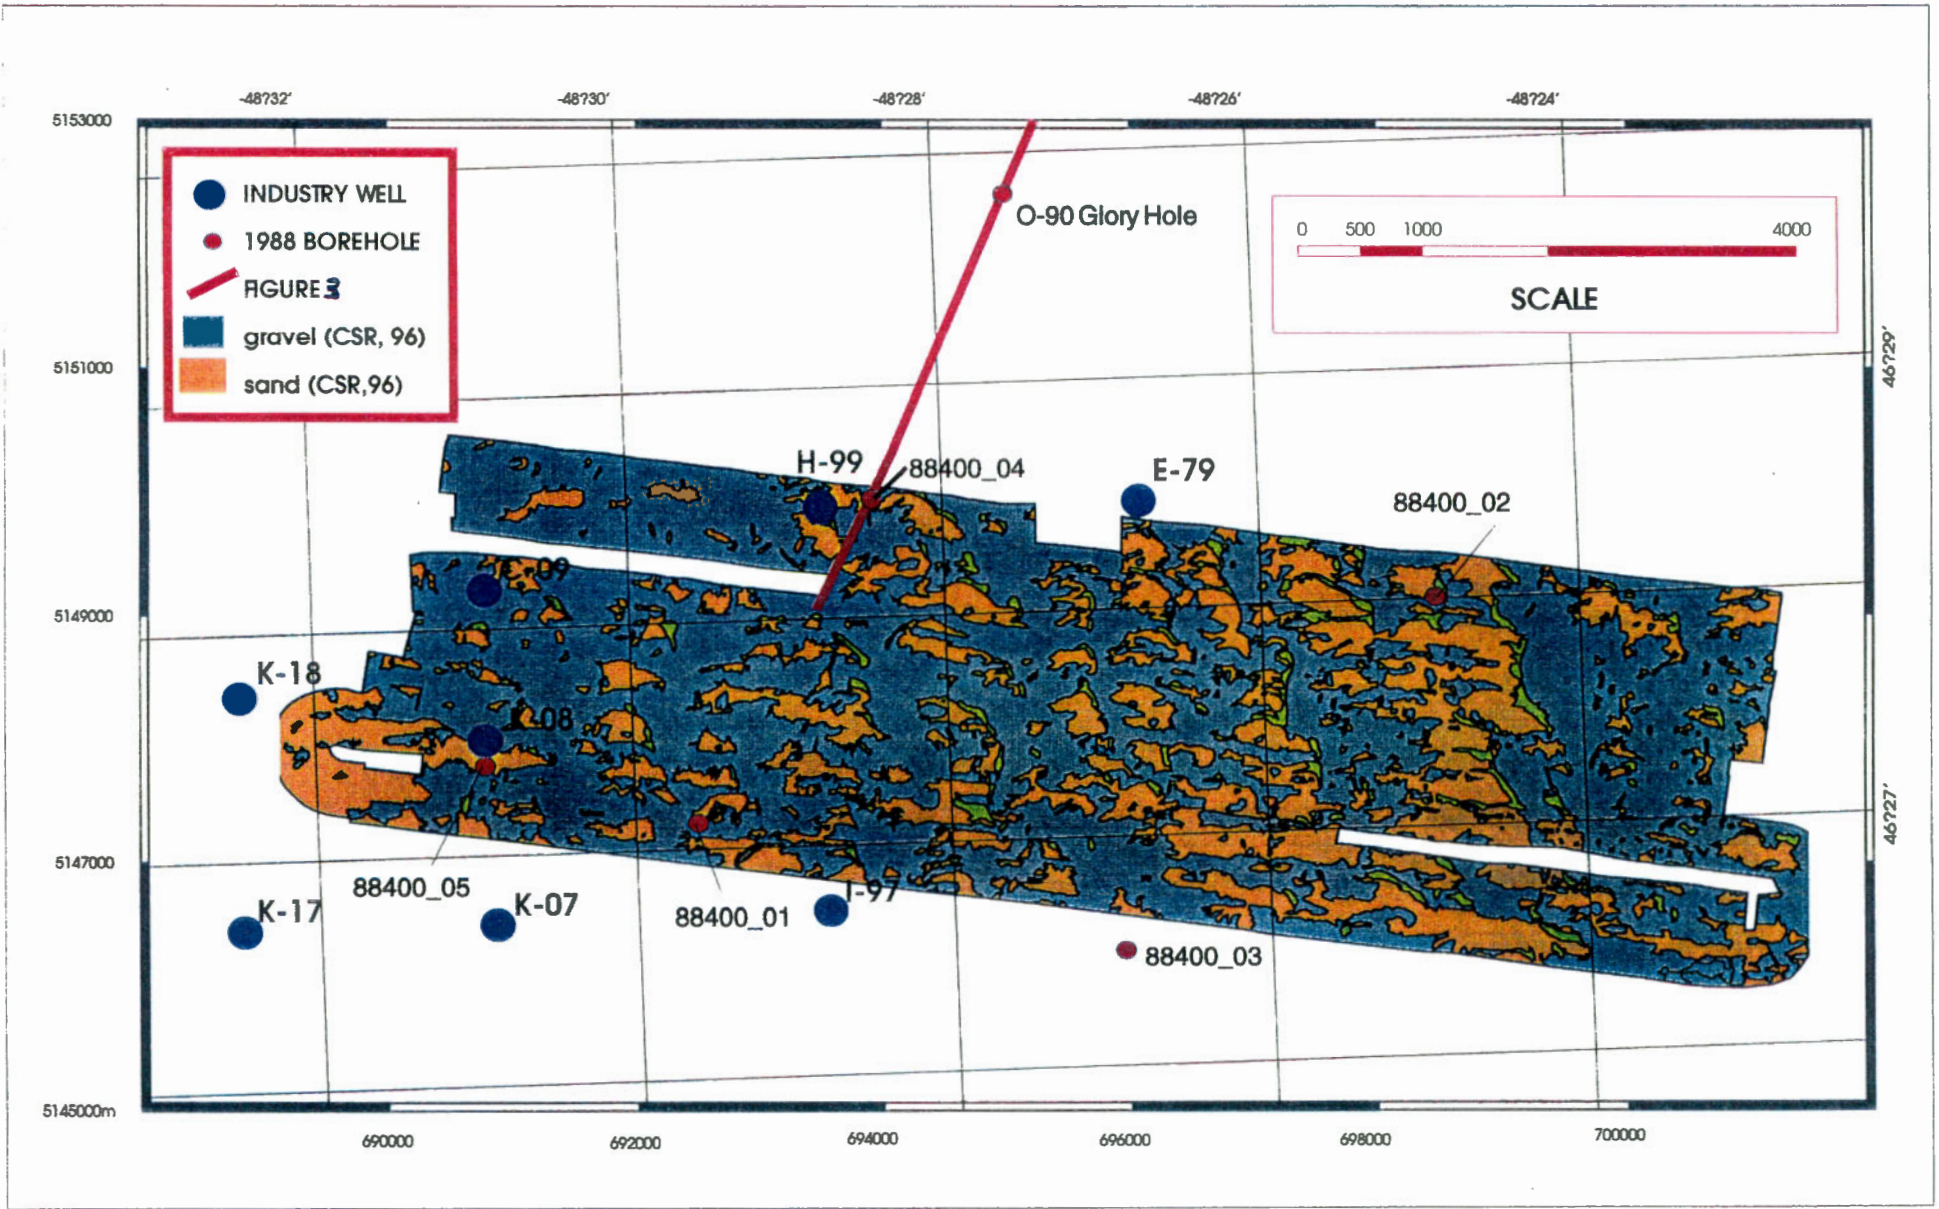 -48°32' -48°30' -48°28' -48°26' -48°24'
5153000
INDUSTRY WELL
1988 BOREHOLE
FIGURE 3
gravel (CSR, 96)
sand (CSR,96)
O-90 Glory Hole
0 500 1000 4000
SCALE
46°29'
5151000
H-99
88400_04
E-79
88400_02
09
5149000
K-18
-08
46°27'
5147000
88400_05
K-17
K-07
88400_01
I-97
88400_03
5145000m
690000 692000 694000 696000 698000 700000